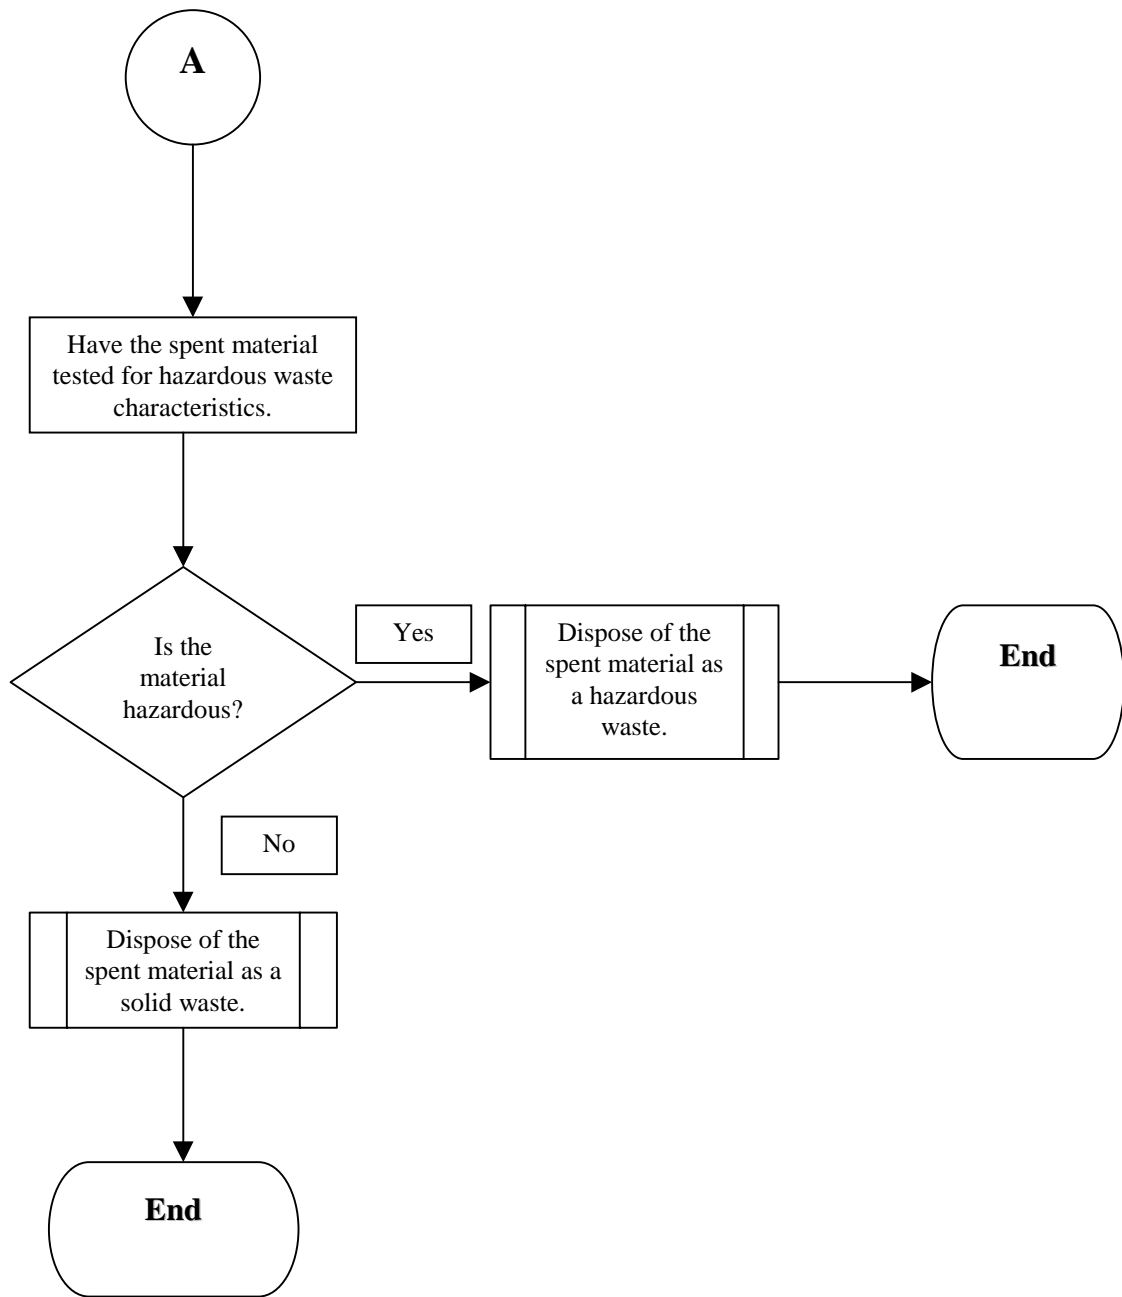 A
Have the spent material
tested for hazardous waste
characteristics.
Is the
material
hazardous?
Yes
Dispose of the
spent material as
a hazardous
waste.
End
No
Dispose of the
spent material as a
solid waste.
End